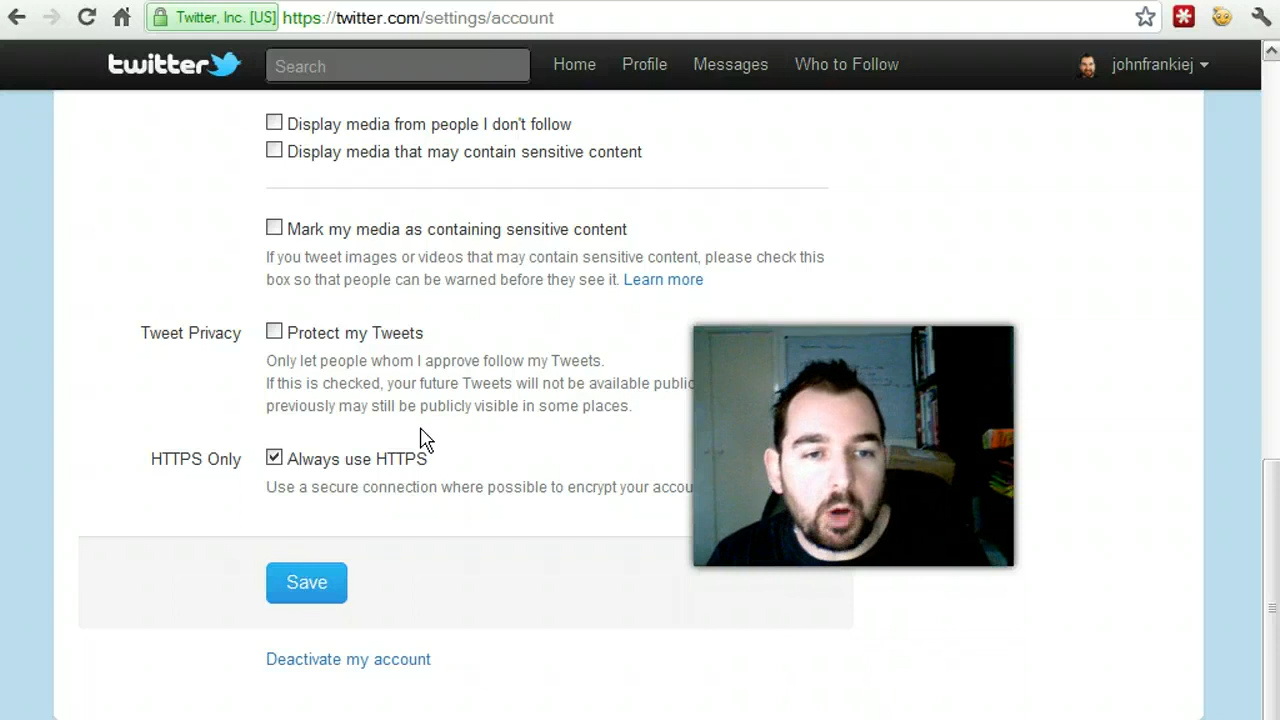 Twitter, Inc. [US] https://twitter.com/settings/account
twitter Search Home Profile Messages Who to Follow johnfrankiej
Display media from people I don't follow
Display media that may contain sensitive content
Mark my media as containing sensitive content
If you tweet images or videos that may contain sensitive content, please check this
box so that people can be warned before they see it. Learn more
Tweet Privacy Protect my Tweets
Only let people whom I approve follow my Tweets.
If this is checked, your future Tweets will not be available public
previously may still be publicly visible in some places.
HTTPS Only Always use HTTPS
Use a secure connection where possible to encrypt your accou
Save
Deactivate my account